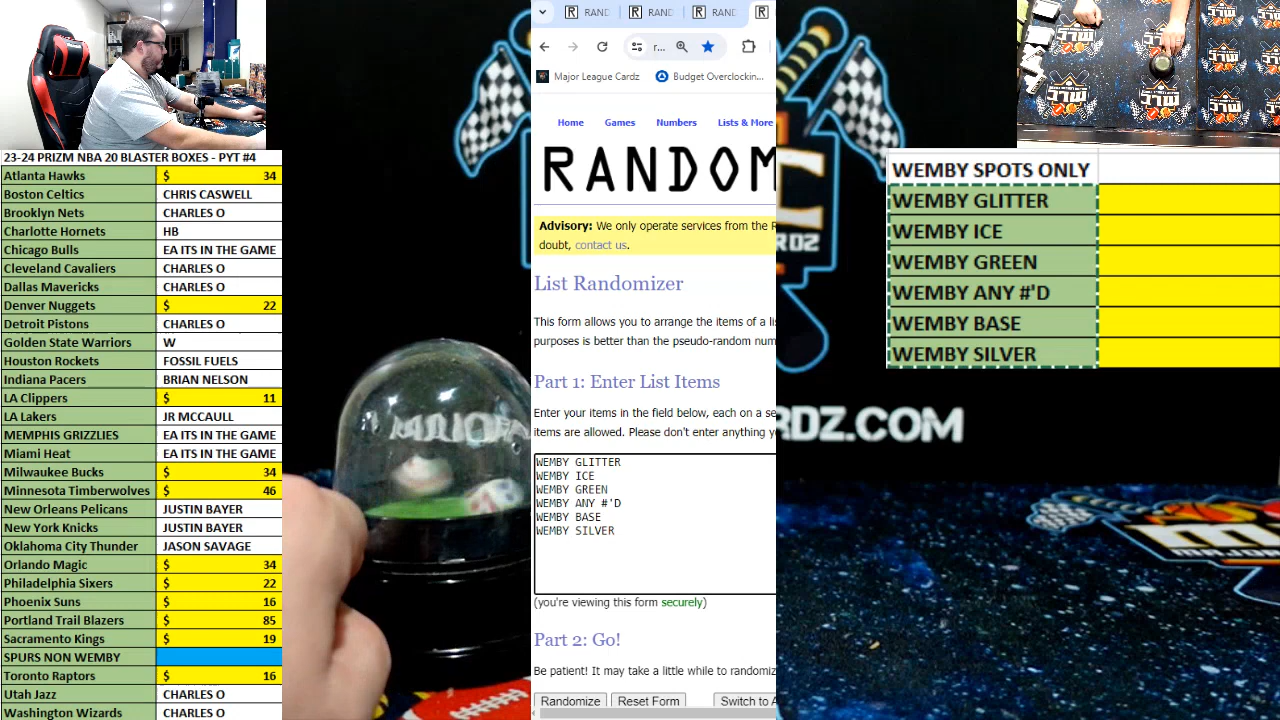 23-24 PRIZM NBA 20 BLASTER BOXES - PYT #4
Atlanta Hawks $ 34
Boston Celtics CHRIS CASWELL
Brooklyn Nets CHARLES O
Charlotte Hornets HB
Chicago Bulls EA ITS IN THE GAME
Cleveland Cavaliers CHARLES O
Dallas Mavericks CHARLES O
Denver Nuggets $ 22
Detroit Pistons CHARLES O
Golden State Warriors W
Houston Rockets FOSSIL FUELS
Indiana Pacers BRIAN NELSON
LA Clippers $ 11
LA Lakers JR MCCAULL
MEMPHIS GRIZZLIES EA ITS IN THE GAME
Miami Heat EA ITS IN THE GAME
Milwaukee Bucks $ 34
Minnesota Timberwolves $ 46
New Orleans Pelicans JUSTIN BAYER
New York Knicks JUSTIN BAYER
Oklahoma City Thunder JASON SAVAGE
Orlando Magic $ 34
Philadelphia Sixers $ 22
Phoenix Suns $ 16
Portland Trail Blazers $ 85
Sacramento Kings $ 19
SPURS NON WEMBY
Toronto Raptors $ 16
Utah Jazz CHARLES O
Washington Wizards CHARLES O
RAND RAND RAND
r...
Major League Cardz Budget Overclockin...
Home Games Numbers Lists & More
RANDOM
Advisory: We only operate services from the R
doubt, contact us.
List Randomizer
This form allows you to arrange the items of a li
purposes is better than the pseudo-random num
Part 1: Enter List Items
Enter your items in the field below, each on a se
items are allowed. Please don't enter anything y
WEMBY GLITTER
WEMBY ICE
WEMBY GREEN
WEMBY ANY #'D
WEMBY BASE
WEMBY SILVER
(you're viewing this form securely)
Part 2: Go!
Be patient! It may take a little while to randomiz
Randomize Reset Form Switch to A
WEMBY SPOTS ONLY
WEMBY GLITTER
WEMBY ICE
WEMBY GREEN
WEMBY ANY #'D
WEMBY BASE
WEMBY SILVER
RDZ
RDZ.COM